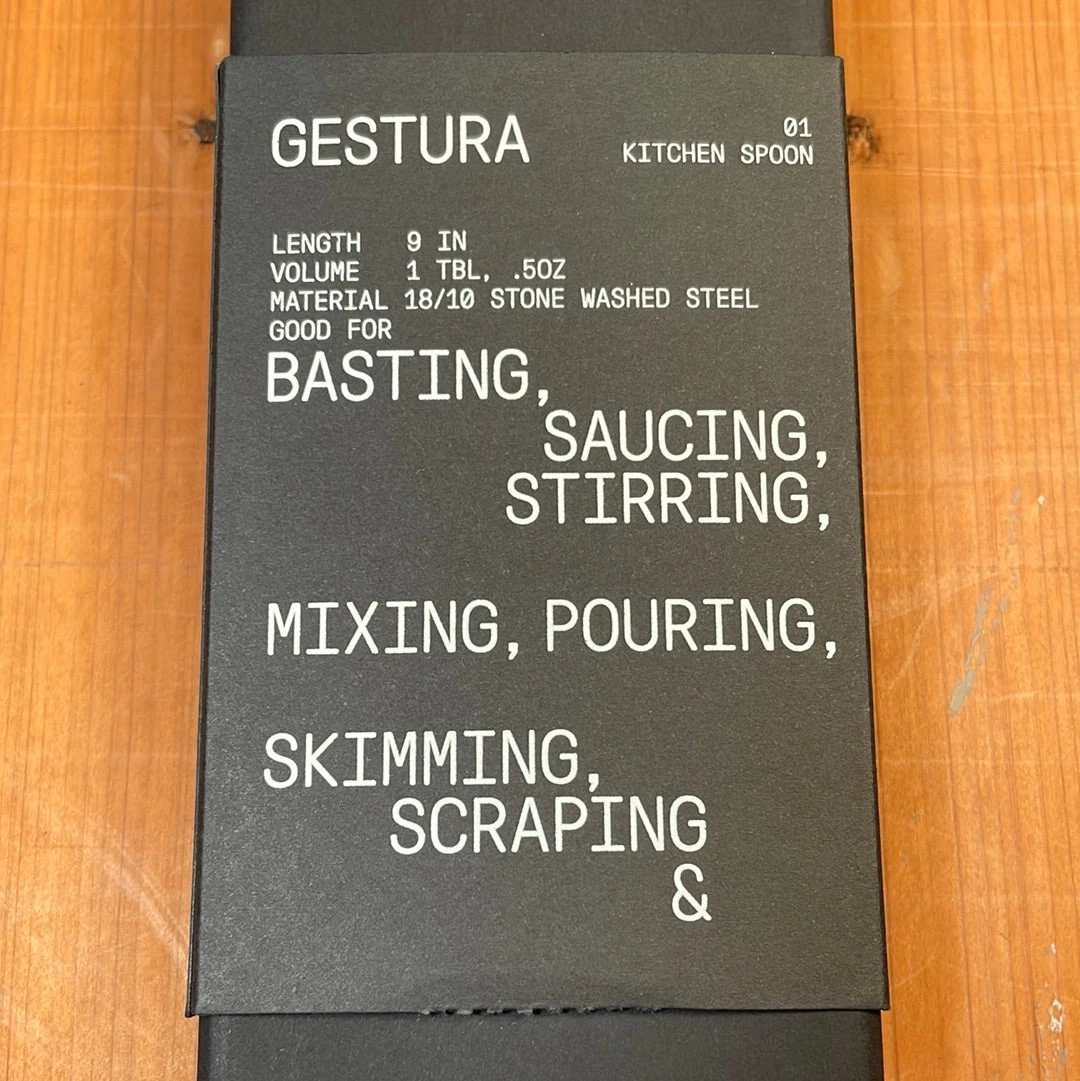 GESTURA
01
KITCHEN SPOON
LENGTH 9 IN
VOLUME 1 TBL, .5OZ
MATERIAL 18/10 STONE WASHED STEEL
GOOD FOR
BASTING,
SAUCING,
STIRRING,
MIXING, POURING,
SKIMMING,
SCRAPING
&